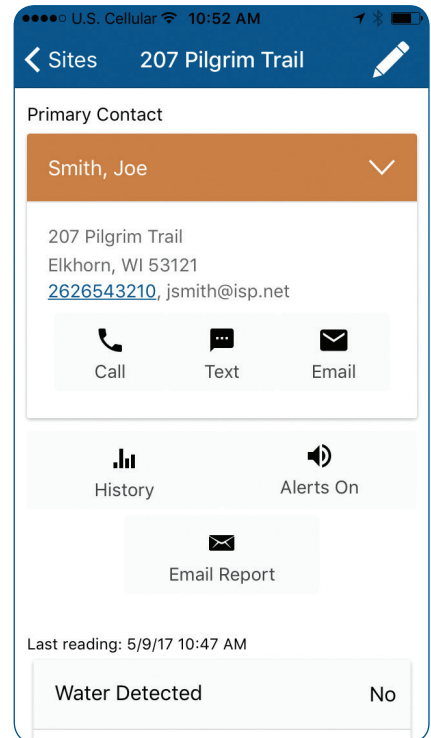 U.S. Cellular 10:52 AM
Sites 207 Pilgrim Trail
Primary Contact
Smith, Joe
207 Pilgrim Trail
Elkhorn, WI 53121
2626543210, jsmith@isp.net
Call Text Email
History Alerts On
Email Report
Last reading: 5/9/17 10:47 AM
Water Detected No